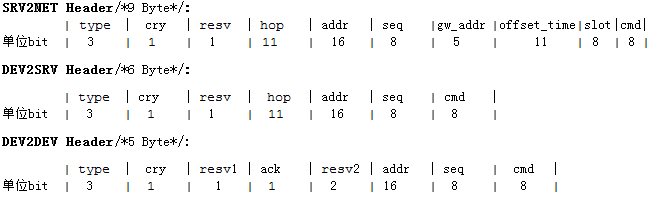 SRV2NET Header/*9 Byte*/:
| type | cry | resv | hop | addr | seq |gw_addr|offset_time|slot|cmd|
单位bit | 3 | 1 | 1 | 11 | 16 | 8 | 5 | 11 | 8 | 8 |
DEV2SRV Header/*6 Byte*/:
| type | cry | resv | hop | addr | seq | cmd |
单位bit | 3 | 1 | 1 | 11 | 16 | 8 | 8 |
DEV2DEV Header/*5 Byte*/:
| type | cry | resv1 | ack | resv2 | addr | seq | cmd |
单位bit | 3 | 1 | 1 | 1 | 2 | 16 | 8 | 8 |